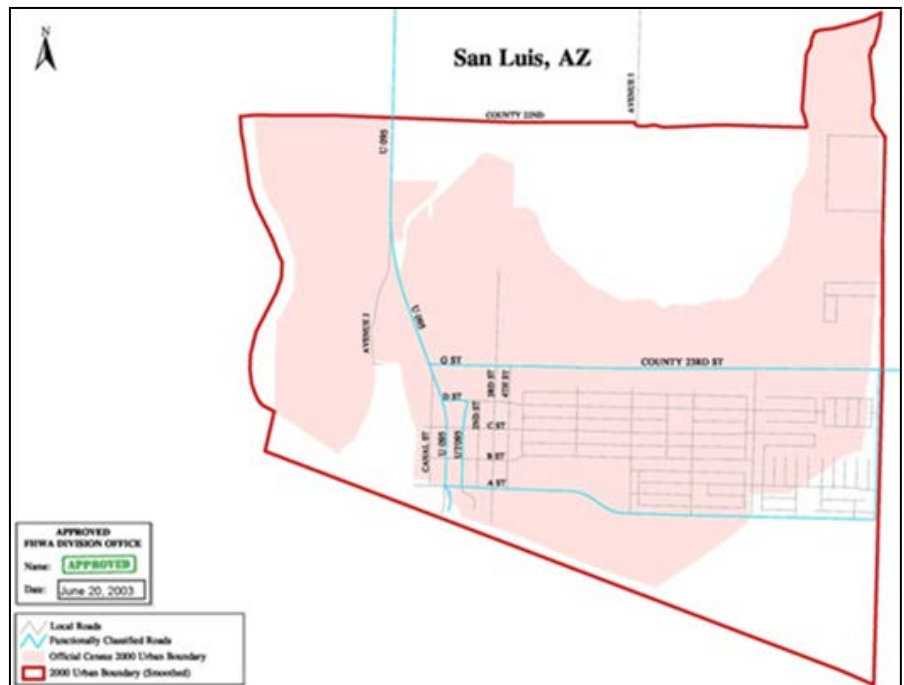 N
San Luis, AZ
AVENUE I
COUNTY 22ND
U 095
U 095
AVENUE J
G ST
COUNTY 23RD ST
3RD ST
4TH ST
D ST
2ND ST
C ST
CANAL ST
U 095
UT095
B ST
A ST
APPROVED
FHWA DIVISION OFFICE
Name: APPROVED
Date: June 20, 2003
Local Roads
Functionally Classified Roads
Official Census 2000 Urban Boundary
2000 Urban Boundary (Smoothed)